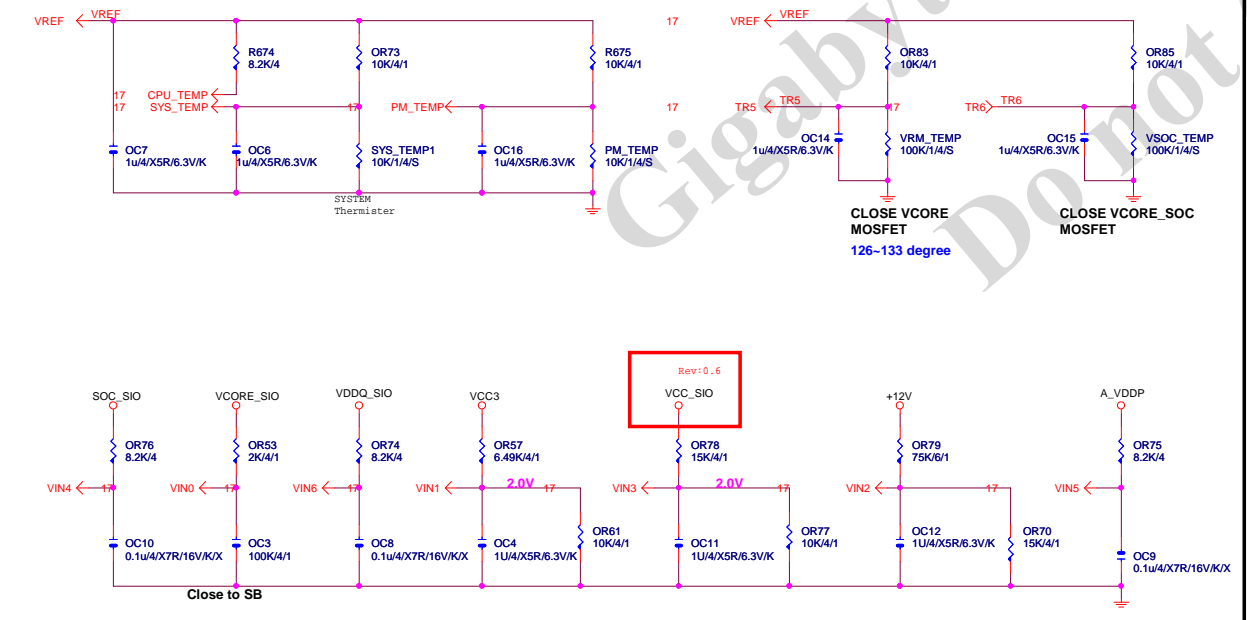 VREF
VREF
R674
8.2K/4
OR73
10K/4/1
R675
10K/4/1
17
CPU_TEMP
17
SYS_TEMP
17
PM_TEMP
OC7
1u/4/X5R/6.3V/K
OC6
1u/4/X5R/6.3V/K
SYS_TEMP1
10K/1/4/S
OC16
1u/4/X5R/6.3V/K
PM_TEMP
10K/1/4/S
SYSTEM
Thermister
17
VREF
VREF
OR83
10K/4/1
OR85
10K/4/1
17
TR5
TR5
17
TR6
TR6
OC14
1u/4/X5R/6.3V/K
VRM_TEMP
100K/1/4/S
OC15
1u/4/X5R/6.3V/K
VSOC_TEMP
100K/1/4/S
CLOSE VCORE
MOSFET
126~133 degree
CLOSE VCORE_SOC
MOSFET
Do not
Rev:0.6
SOC_SIO
VCORE_SIO
VDDQ_SIO
VCC3
VCC_SIO
+12V
A_VDDP
OR76
8.2K/4
OR53
2K/4/1
OR74
8.2K/4
OR57
6.49K/4/1
OR78
15K/4/1
OR79
75K/6/1
OR75
8.2K/4
VIN4
17
VIN0
17
VIN6
17
VIN1
2.0V
17
VIN3
2.0V
VIN2
17
VIN5
OC10
0.1u/4/X7R/16V/K/X
OC3
100K/4/1
OC8
0.1u/4/X7R/16V/K/X
OC4
1U/4/X5R/6.3V/K
OR61
10K/4/1
OC11
1U/4/X5R/6.3V/K
OR77
10K/4/1
OC12
1U/4/X5R/6.3V/K
OR70
15K/4/1
OC9
0.1u/4/X7R/16V/K/X
Close to SB